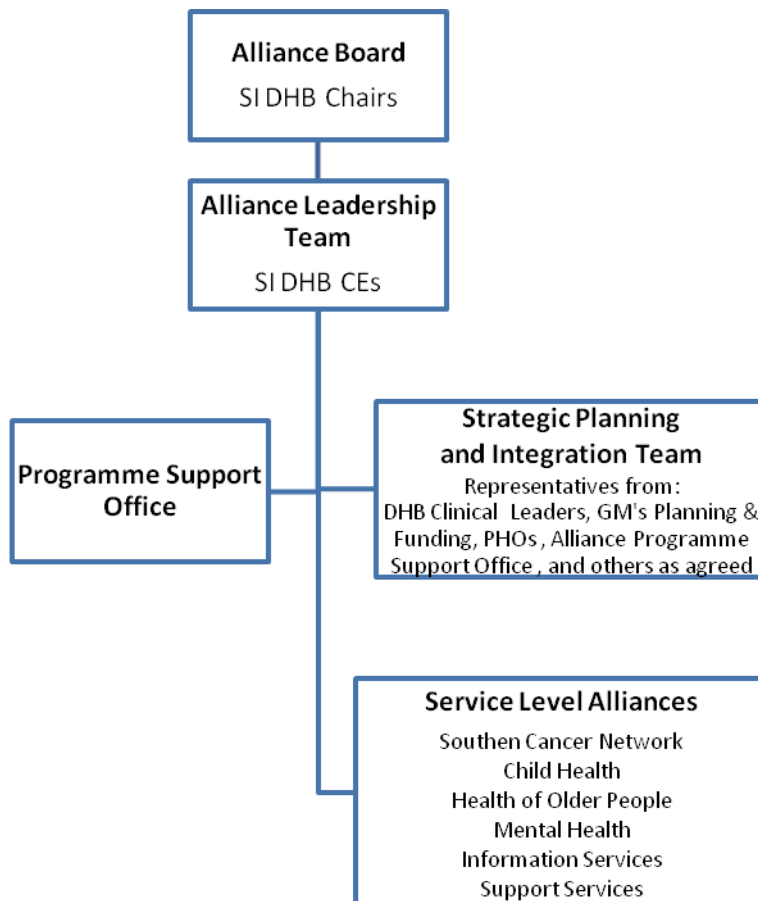 Alliance Board
SI DHB Chairs
Alliance Leadership
Team
SI DHB CEs
Programme Support
Office
Strategic Planning
and Integration Team
Representatives from:
DHB Clinical Leaders, GM's Planning &
Funding, PHOs, Alliance Programme
Support Office, and others as agreed
Service Level Alliances
Southen Cancer Network
Child Health
Health of Older People
Mental Health
Information Services
Support Services